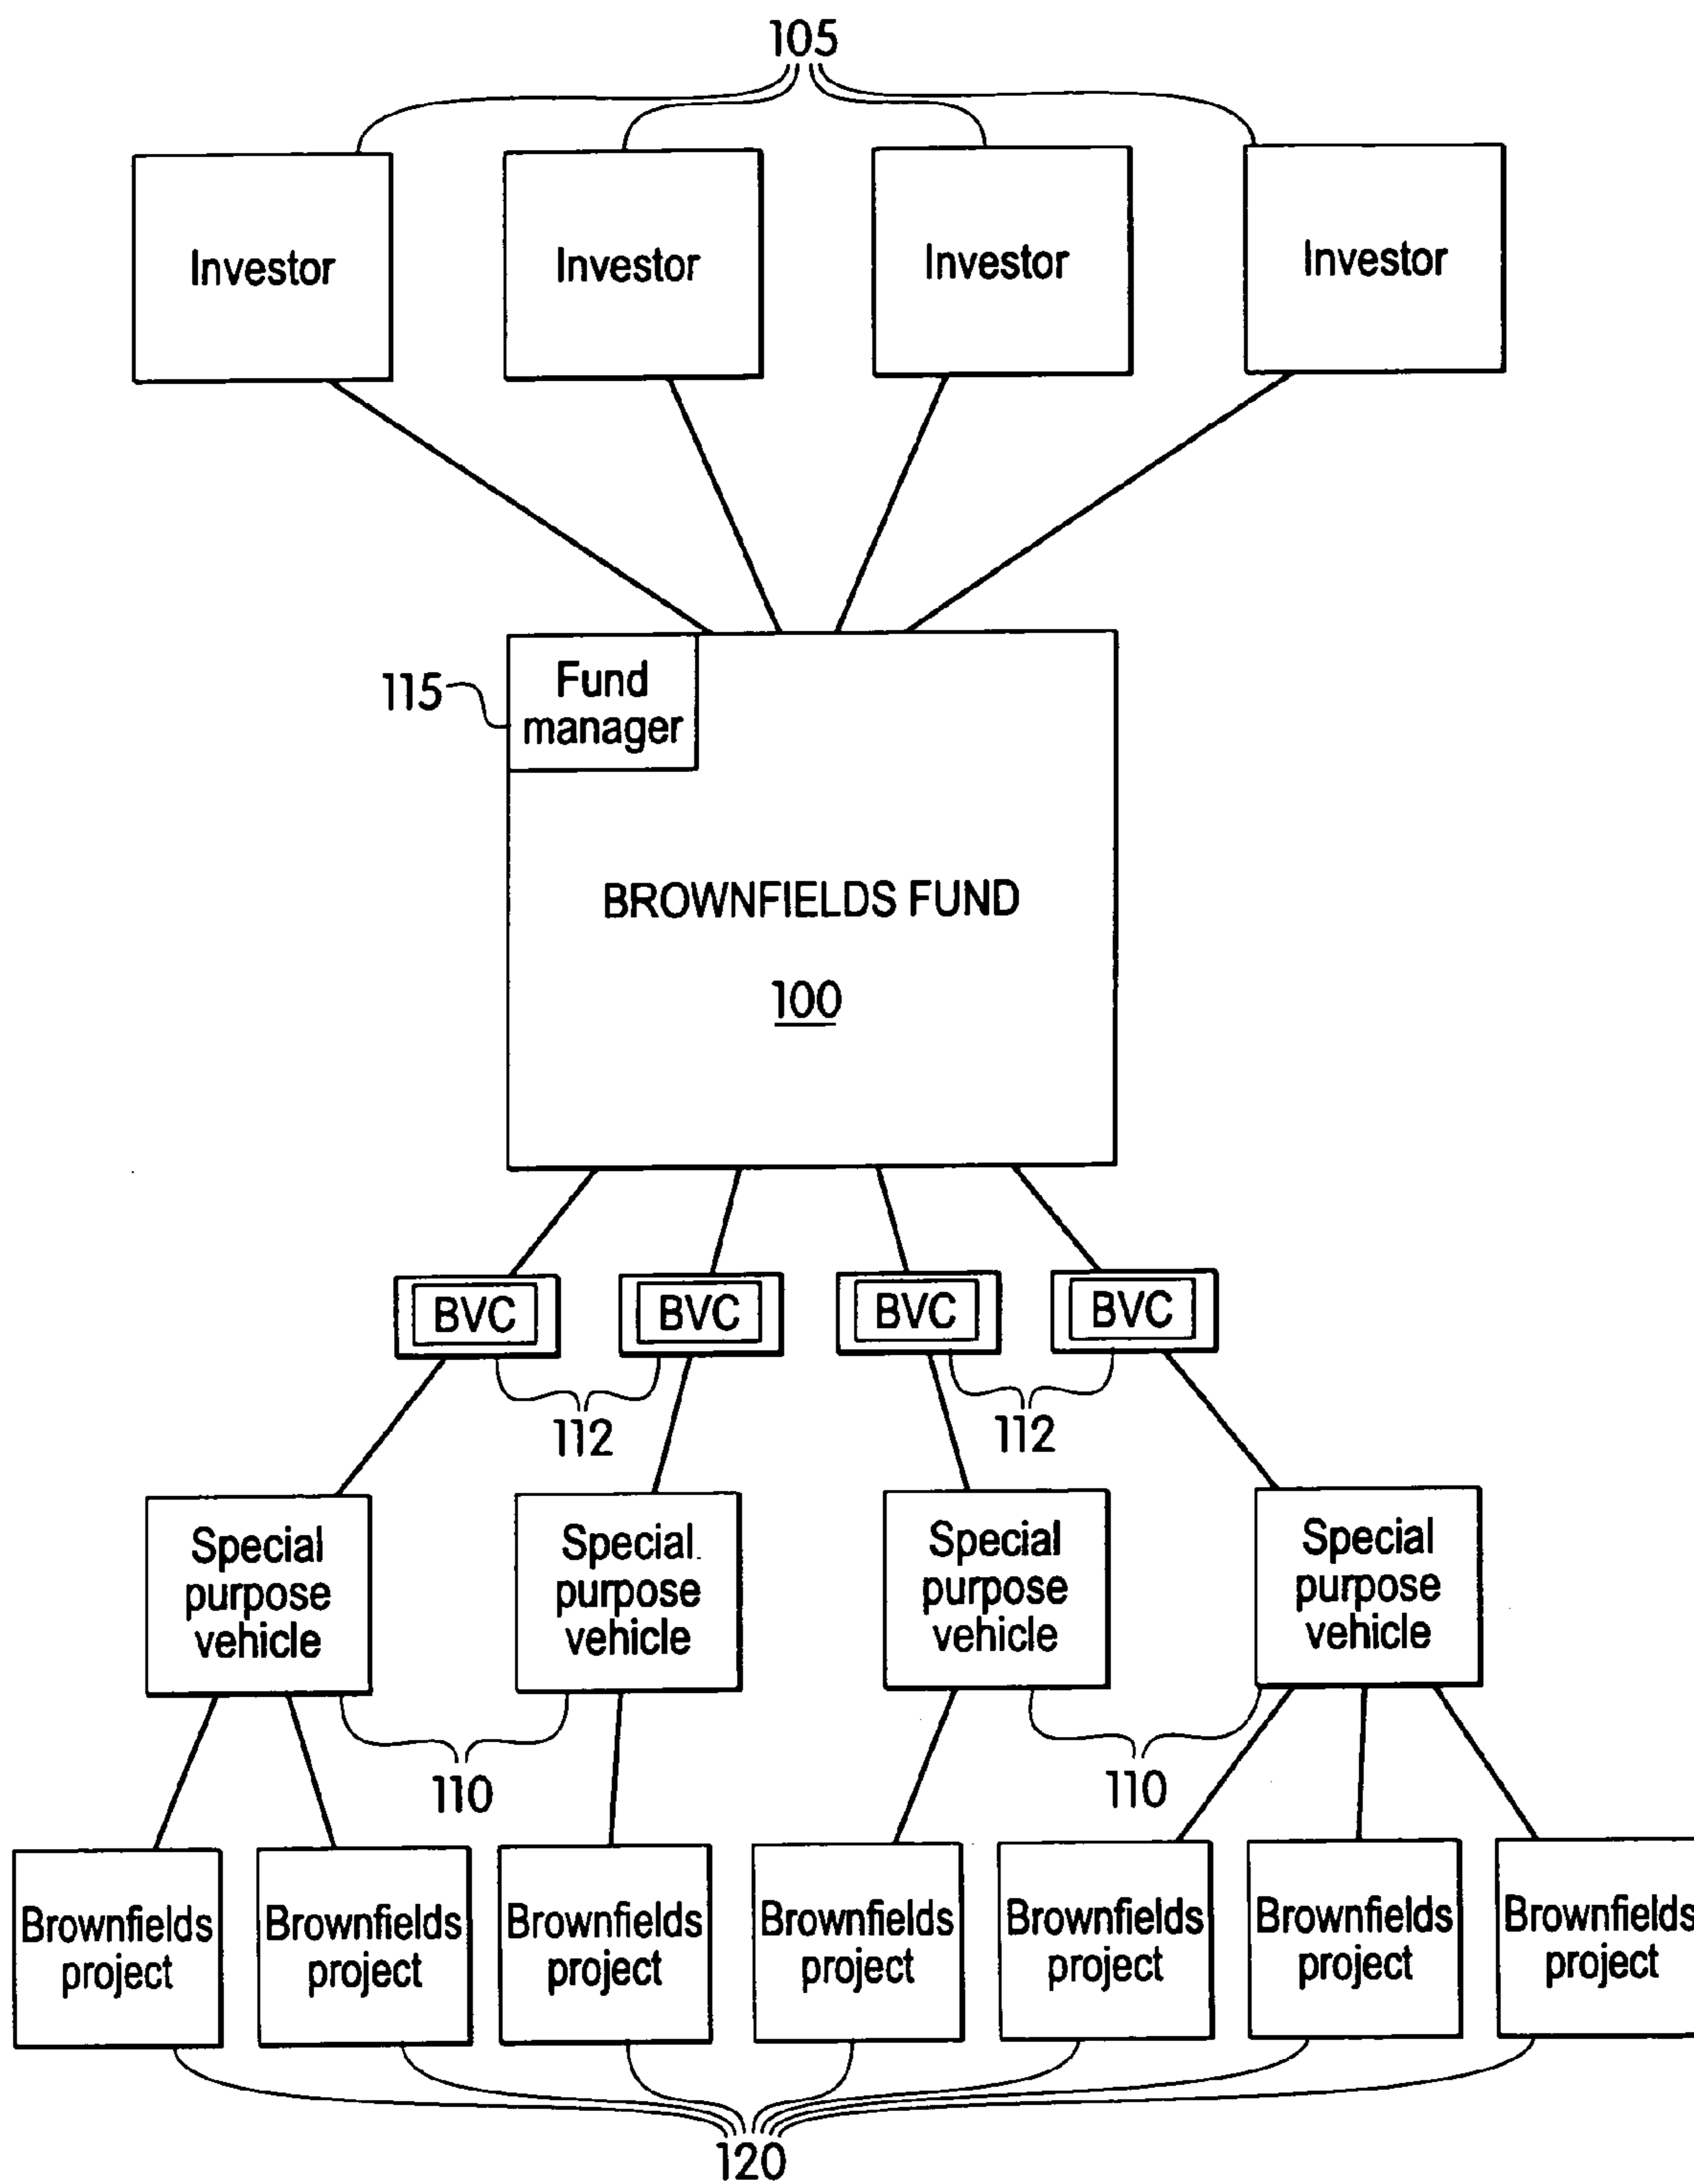 105
Investor
Investor
Investor
Investor
115
Fund
manager
BROWNFIELDS FUND
100
BVC
BVC
BVC
BVC
112
112
Special
purpose
vehicle
Special
purpose
vehicle
Special
purpose
vehicle
Special
purpose
vehicle
110
110
Brownfields
project
Brownfields
project
Brownfields
project
Brownfields
project
Brownfields
project
Brownfields
project
Brownfields
project
120